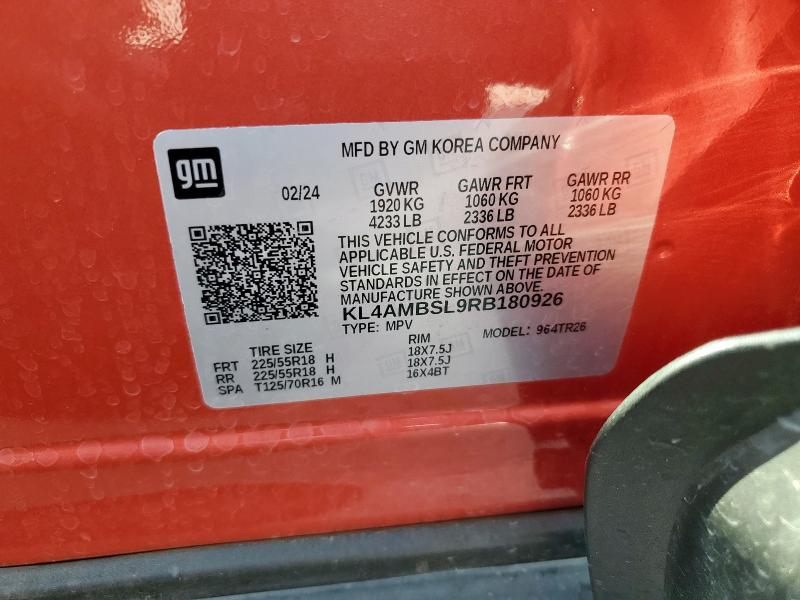 gm
MFD BY GM KOREA COMPANY
02/24 GVWR GAWR FRT GAWR RR
1920 KG 1060 KG 1060 KG
4233 LB 2336 LB 2336 LB
THIS VEHICLE CONFORMS TO ALL
APPLICABLE U.S. FEDERAL MOTOR
VEHICLE SAFETY AND THEFT PREVENTION
STANDARDS IN EFFECT ON THE DATE OF
MANUFACTURE SHOWN ABOVE.
KL4AMBSL9RB180926
TYPE: MPV MODEL: 964TR26
TIRE SIZE RIM
FRT 225/55R18 H 18X7.5J
RR 225/55R18 H 18X7.5J
SPA T125/70R16 M 16X4BT